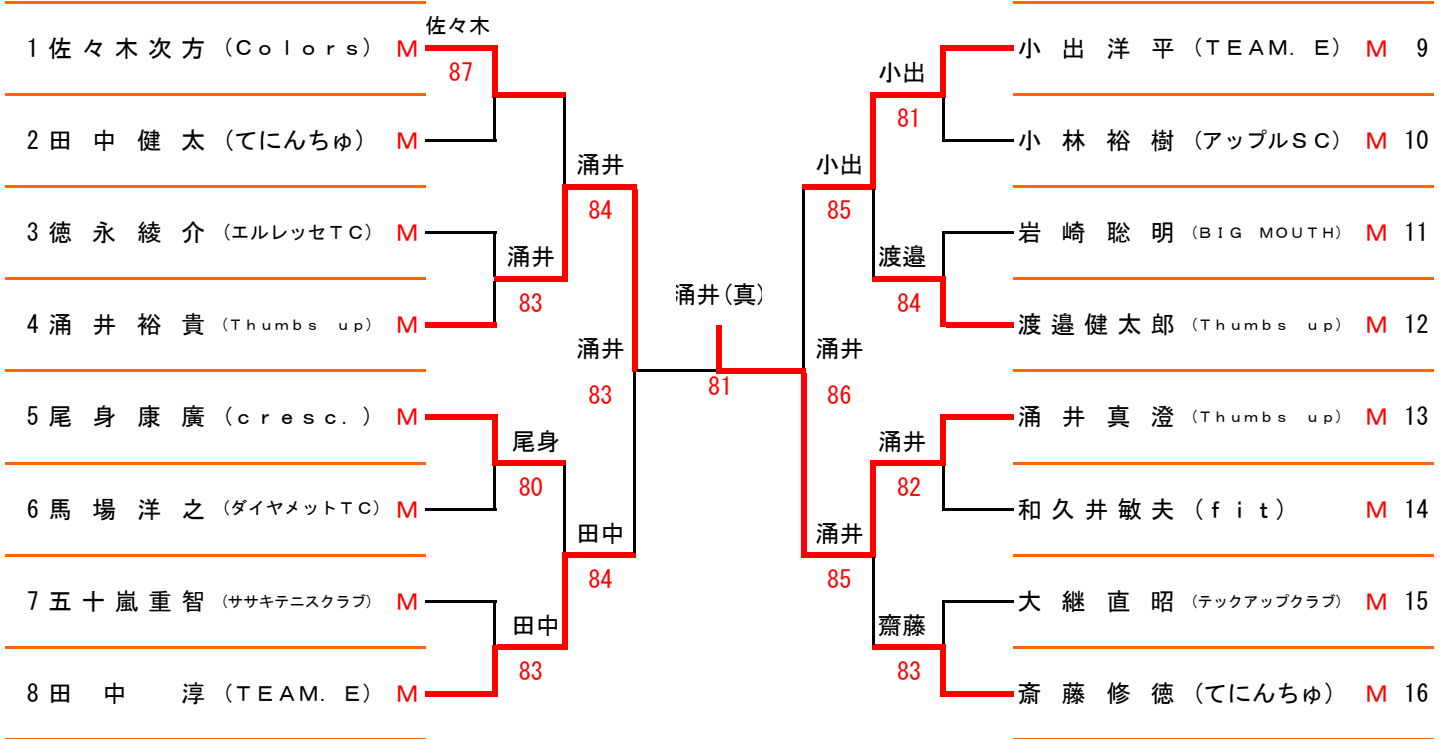 佐々木
1 佐々木次方 (Colors) M
87
2 田中健太 (てにんちゅ) M
涌井
84
3 徳永綾介 (エルレッセTC) M
涌井
83
4 涌井裕貴 (Thumbs up) M
涌井
83
5 尾身康廣 (cresc.) M
尾身
80
6 馬場洋之 (ダイヤメットTC) M
田中
84
7 五十嵐重智 (ササキテニスクラブ) M
田中
83
8 田中淳 (TEAM. E) M
涌井(真)
81
小出洋平 (TEAM. E) M 9
小出
81
小林裕樹 (アップルSC) M 10
小出
85
岩崎聡明 (BIG MOUTH) M 11
渡邉
84
渡邉健太郎 (Thumbs up) M 12
涌井
86
涌井真澄 (Thumbs up) M 13
涌井
82
和久井敏夫 (fit) M 14
涌井
85
大継直昭 (テックアップクラブ) M 15
齋藤
83
斎藤修徳 (てにんちゅ) M 16